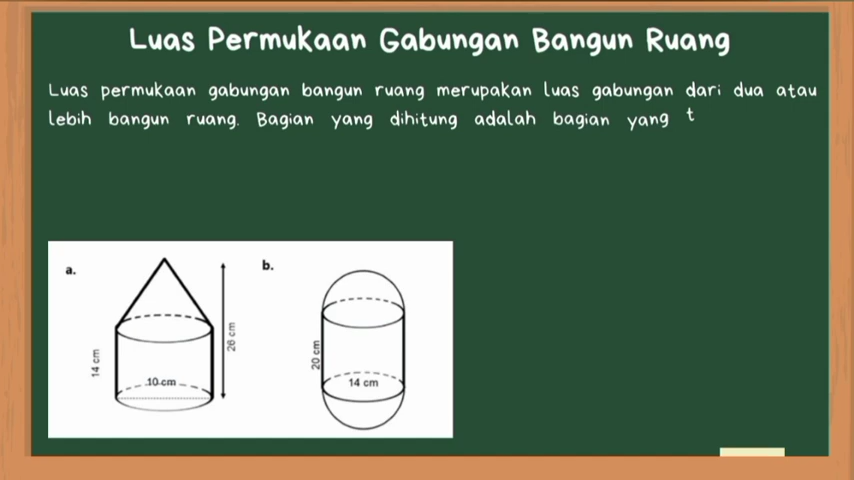 Luas Permukaan Gabungan Bangun Ruang
Luas permukaan gabungan bangun ruang merupakan luas gabungan dari dua atau
lebih bangun ruang. Bagian yang dihitung adalah bagian yang t
a.
b.
14 cm
10 cm
26 cm
20 cm
14 cm